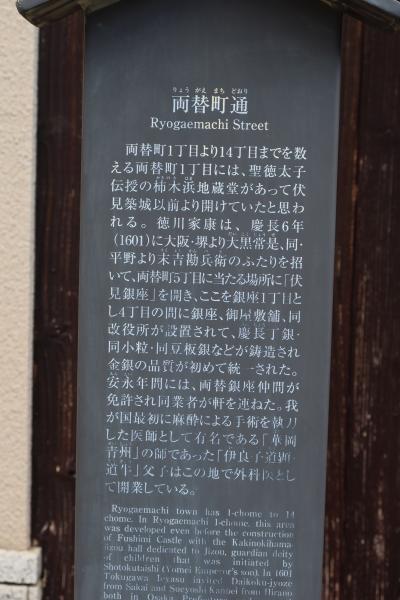 りょう がえ まち どおり
両替町通
Ryogaemachi Street
両替町1丁目より14丁目までを数
える両替町1丁目には、聖徳太子
伝授の柿木浜地蔵堂があって伏
見築城以前より開けていたと思わ
れる。徳川家康は、慶長6年
(1601)に大阪・堺より大黒常是、同・
平野より末吉勘兵衛のふたりを招
いて、両替町5丁目に当たる場所に「伏
見銀座」を開き、ここを銀座1丁目と
し4丁目の間に銀座、御屋敷舗、同
改役所が設置されて、慶長丁銀・
同小粒・同豆板銀などが鋳造され
金銀の品質が初めて統一された。
安永年間には、両替銀座仲間が
免許され同業者が軒を連ねた。我
が国最初に麻酔による手術を執刀
した医師として有名である「華岡
青州」の師であった「伊良子道
道牛」父子はこの地で外科医とし
て開業している。
Ryogaemachi town has 1-chome to 14
chome. In Ryogaemachi 1-chome, this area
was developed even before the construction
of Fushimi Castle with the Kakinokihama
Jizou hall dedicated to Jizou, guardian deity
of children that was initiated by
Shotokutaishi (Yomei Emperor's son). In 1601
Tokugawa Ieyasu invited Daikoku-jyoze
from Sakai and Sueyoshi Kanbei from Hirano
both in Osaka